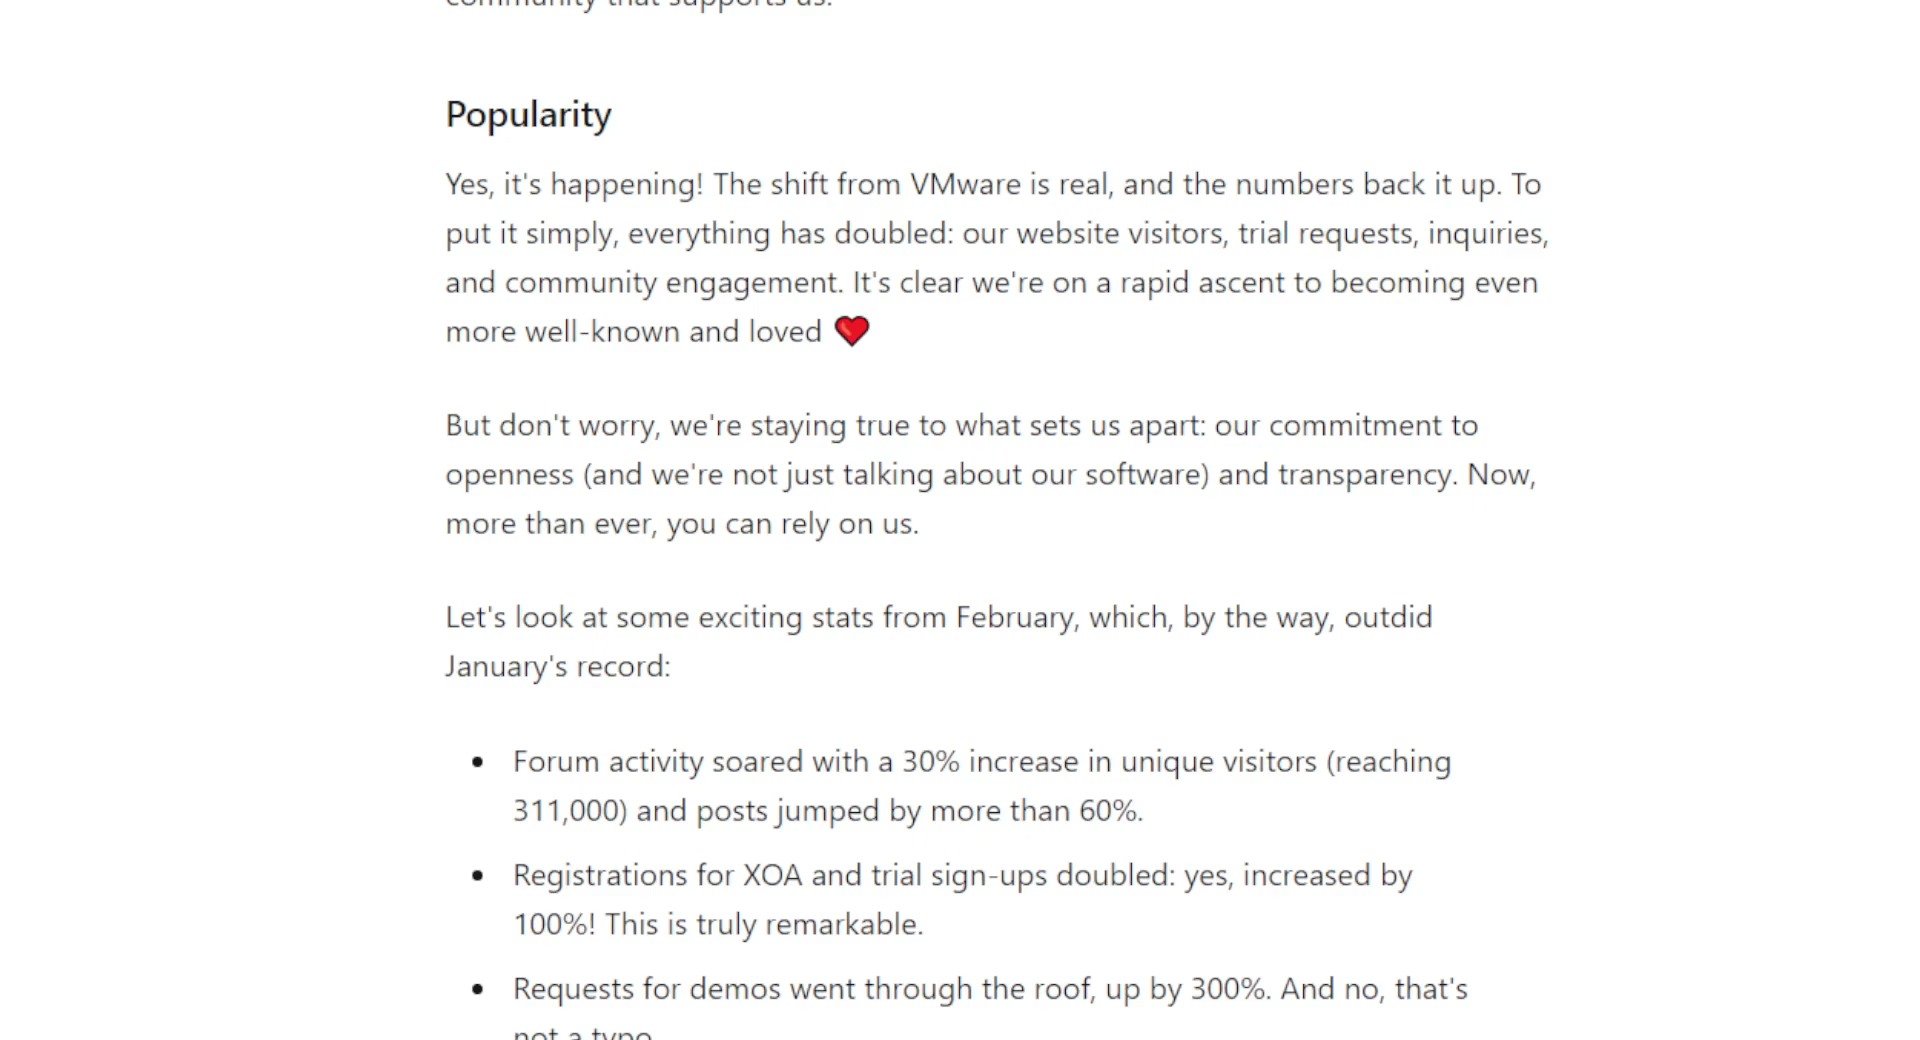 community that supports us.
Popularity
Yes, it's happening! The shift from VMware is real, and the numbers back it up. To
put it simply, everything has doubled: our website visitors, trial requests, inquiries,
and community engagement. It's clear we're on a rapid ascent to becoming even
more well-known and loved ❤️
But don't worry, we're staying true to what sets us apart: our commitment to
openness (and we're not just talking about our software) and transparency. Now,
more than ever, you can rely on us.
Let's look at some exciting stats from February, which, by the way, outdid
January's record:
• Forum activity soared with a 30% increase in unique visitors (reaching
311,000) and posts jumped by more than 60%.
• Registrations for XOA and trial sign-ups doubled: yes, increased by
100%! This is truly remarkable.
• Requests for demos went through the roof, up by 300%. And no, that's
not a typo